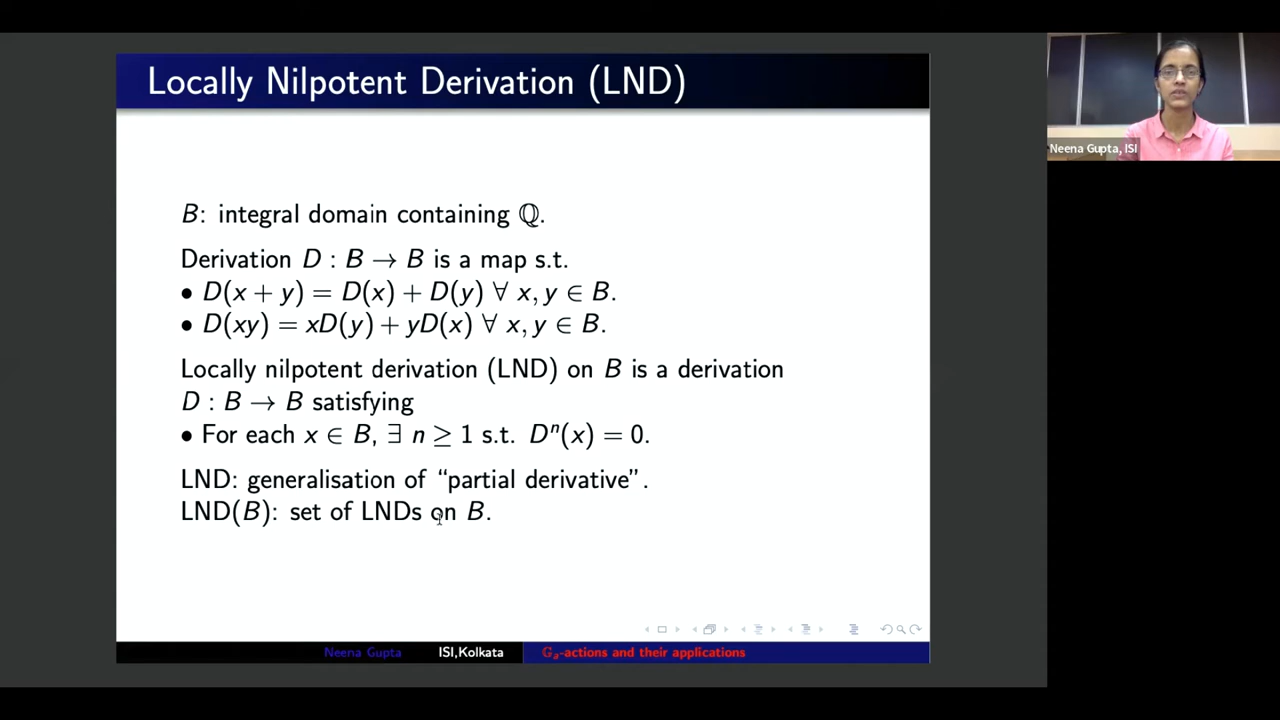 Locally Nilpotent Derivation (LND)
B: integral domain containing ℚ.
Derivation D : B → B is a map s.t.
• D(x + y) = D(x) + D(y) ∀ x, y ∈ B.
• D(xy) = xD(y) + yD(x) ∀ x, y ∈ B.
Locally nilpotent derivation (LND) on B is a derivation
D : B → B satisfying
• For each x ∈ B, ∃ n ≥ 1 s.t. Dⁿ(x) = 0.
LND: generalisation of “partial derivative”.
LND(B): set of LNDs on B.
Neena Gupta ISI,Kolkata 𝔾ₐ-actions and their applications
Neena Gupta, ISI